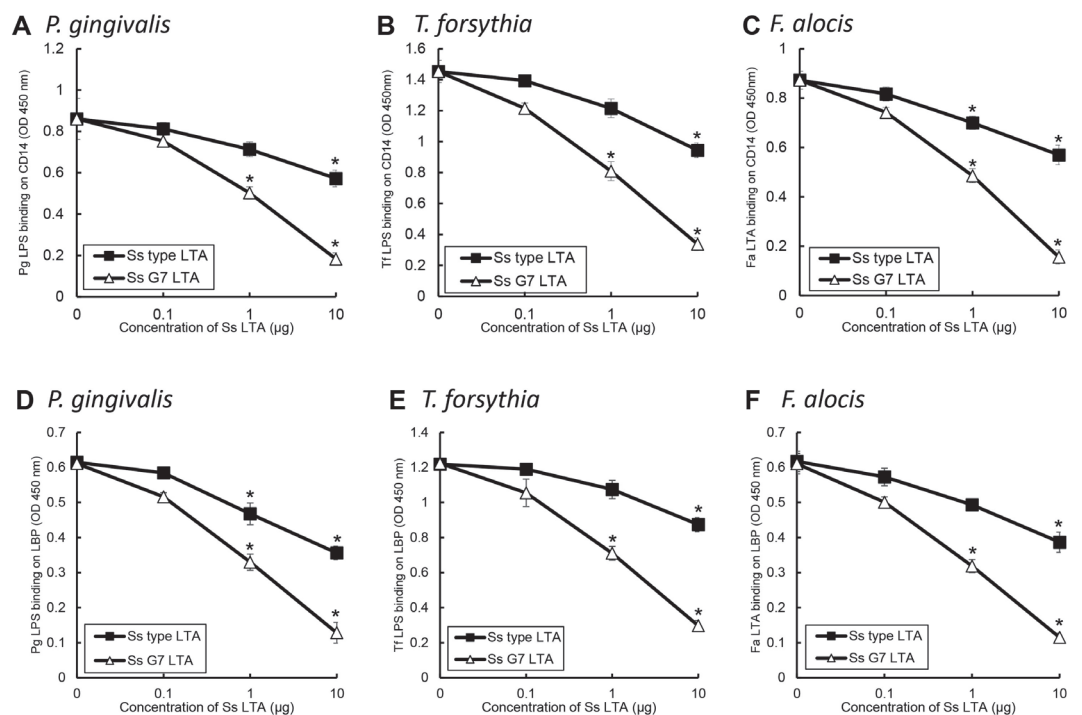 A P. gingivalis
1.2
1
0.8
0.6
0.4
0.2
0
Pg LPS binding on CD14 (OD 450 nm)
* * *
Ss type LTA
Ss G7 LTA
0 0.1 1 10
Concentration of Ss LTA (µg)
B T. forsythia
1.6
1.4
1.2
1
0.8
0.6
0.4
0.2
0
Tf LPS binding on CD14 (OD 450nm)
* * *
Ss type LTA
Ss G7 LTA
0 0.1 1 10
Concentration of Ss LTA (µg)
C F. alocis
1
0.8
0.6
0.4
0.2
0
Fa LTA binding on CD14 (OD 450nm)
* * * *
Ss type LTA
Ss G7 LTA
0 0.1 1 10
Concentration of Ss LTA (µg)
D P. gingivalis
0.7
0.6
0.5
0.4
0.3
0.2
0.1
0
Pg LPS binding on LBP (OD 450 nm)
* * * *
Ss type LTA
Ss G7 LTA
0 0.1 1 10
Concentration of Ss LTA (µg)
E T. forsythia
1.4
1.2
1
0.8
0.6
0.4
0.2
0
Tf LPS binding on LBP (OD 450 nm)
* * *
Ss type LTA
Ss G7 LTA
0 0.1 1 10
Concentration of Ss LTA (µg)
F F. alocis
0.7
0.6
0.5
0.4
0.3
0.2
0.1
0
Fa LTA binding on LBP (OD 450 nm)
* * *
Ss type LTA
Ss G7 LTA
0 0.1 1 10
Concentration of Ss LTA (µg)